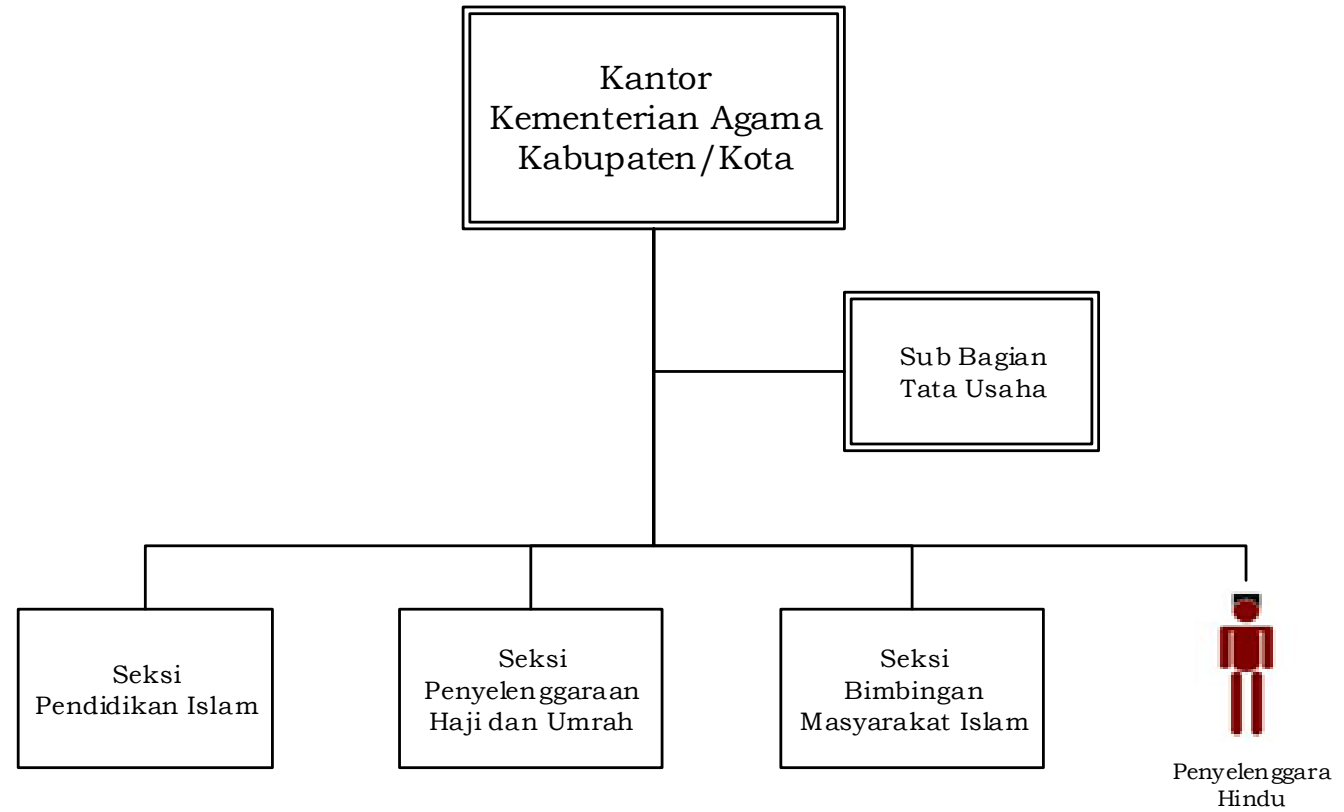 Kantor
Kementerian Agama
Kabupaten/Kota
Sub Bagian
Tata Usaha
Seksi
Pendidikan Islam
Seksi
Penyelenggaraan
Haji dan Umrah
Seksi
Bimbingan
Masyarakat Islam
Penyelenggara
Hindu